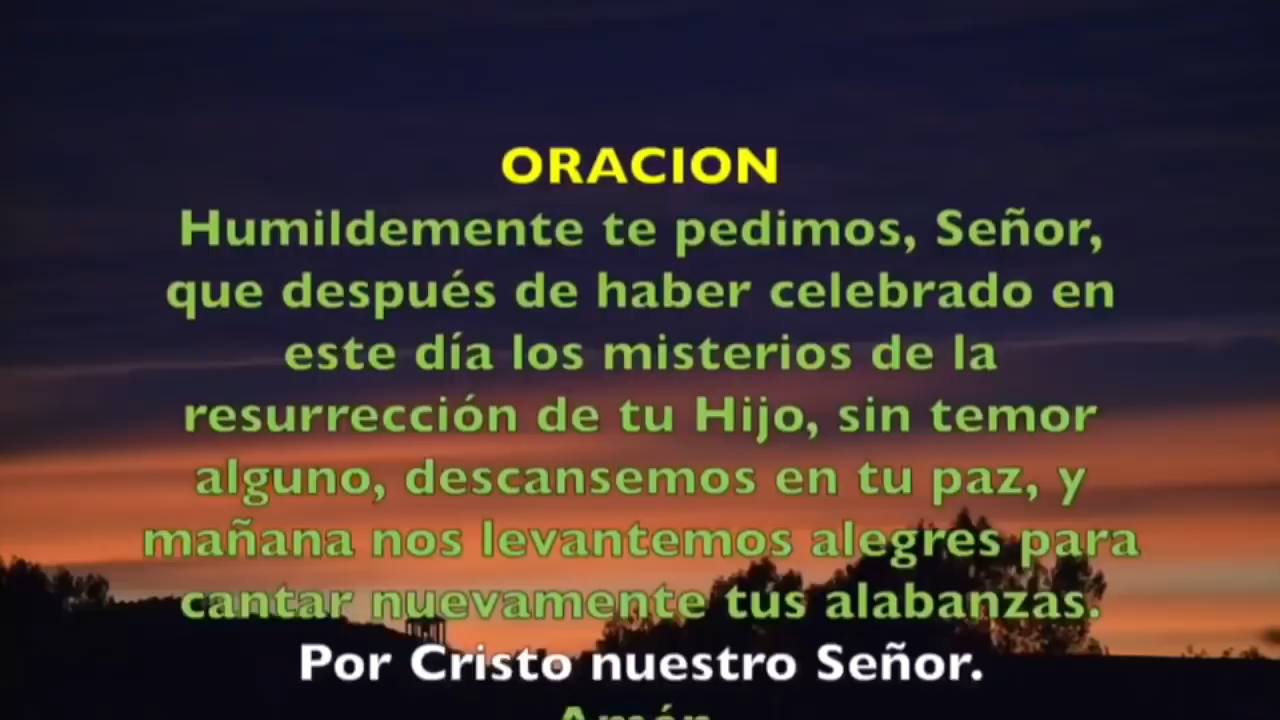 ORACION
Humildemente te pedimos, Señor,
que después de haber celebrado en
este día los misterios de la
resurrección de tu Hijo, sin temor
alguno, descansemos en tu paz, y
mañana nos levantemos alegres para
cantar nuevamente tus alabanzas.
Por Cristo nuestro Señor.
Amén.